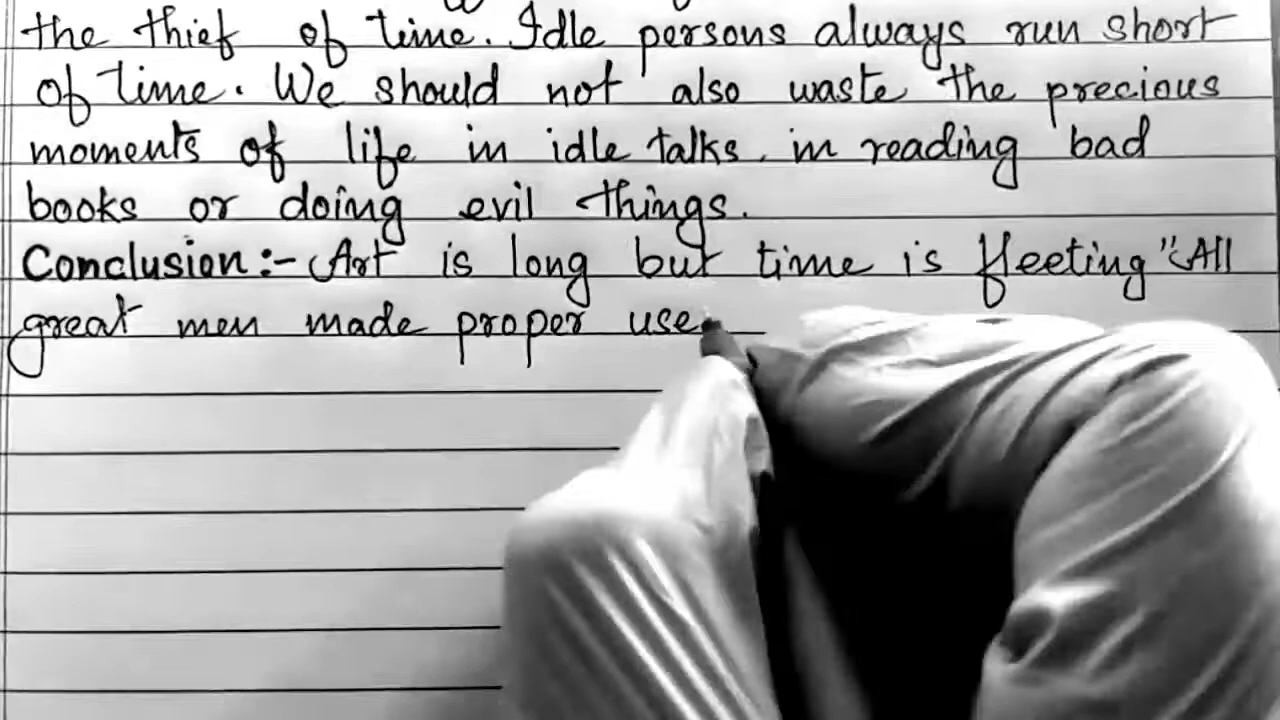 the thief of time. Idle persons always run short
of time. We should not also waste the precious
moments of life in idle talks, in reading bad
books or doing evil things.
Conclusion:- Art is long but time is fleeting "All
great men made proper use